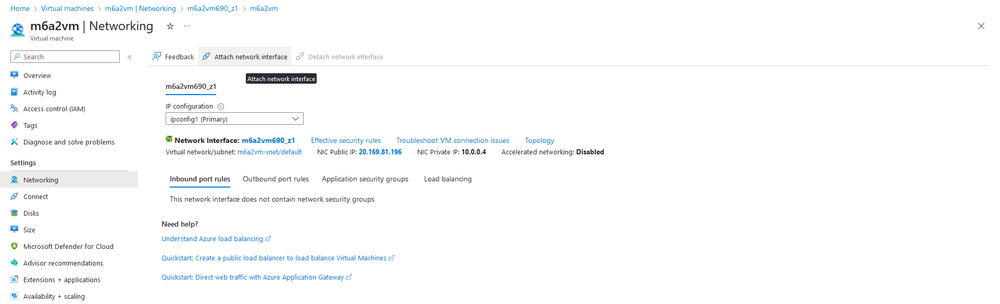 Home > Virtual machines > m6a2vm | Networking > m6a2vm690_z1 > m6a2vm
m6a2vm | Networking
Virtual machine
Search
Feedback
Attach network interface
Detach network interface
Attach network interface
Overview
Activity log
Access control (IAM)
Tags
Diagnose and solve problems
Settings
Networking
Connect
Disks
Size
Microsoft Defender for Cloud
Advisor recommendations
Extensions + applications
Availability + scaling
m6a2vm690_z1
IP configuration
ipconfig1 (Primary)
Network Interface: m6a2vm690_z1 Effective security rules Troubleshoot VM connection issues Topology
Virtual network/subnet: m6a2vm-vnet/default NIC Public IP: 20.169.81.196 NIC Private IP: 10.0.0.4 Accelerated networking: Disabled
Inbound port rules Outbound port rules Application security groups Load balancing
This network interface does not contain network security groups
Need help?
Understand Azure load balancing
Quickstart: Create a public load balancer to load balance Virtual Machines
Quickstart: Direct web traffic with Azure Application Gateway